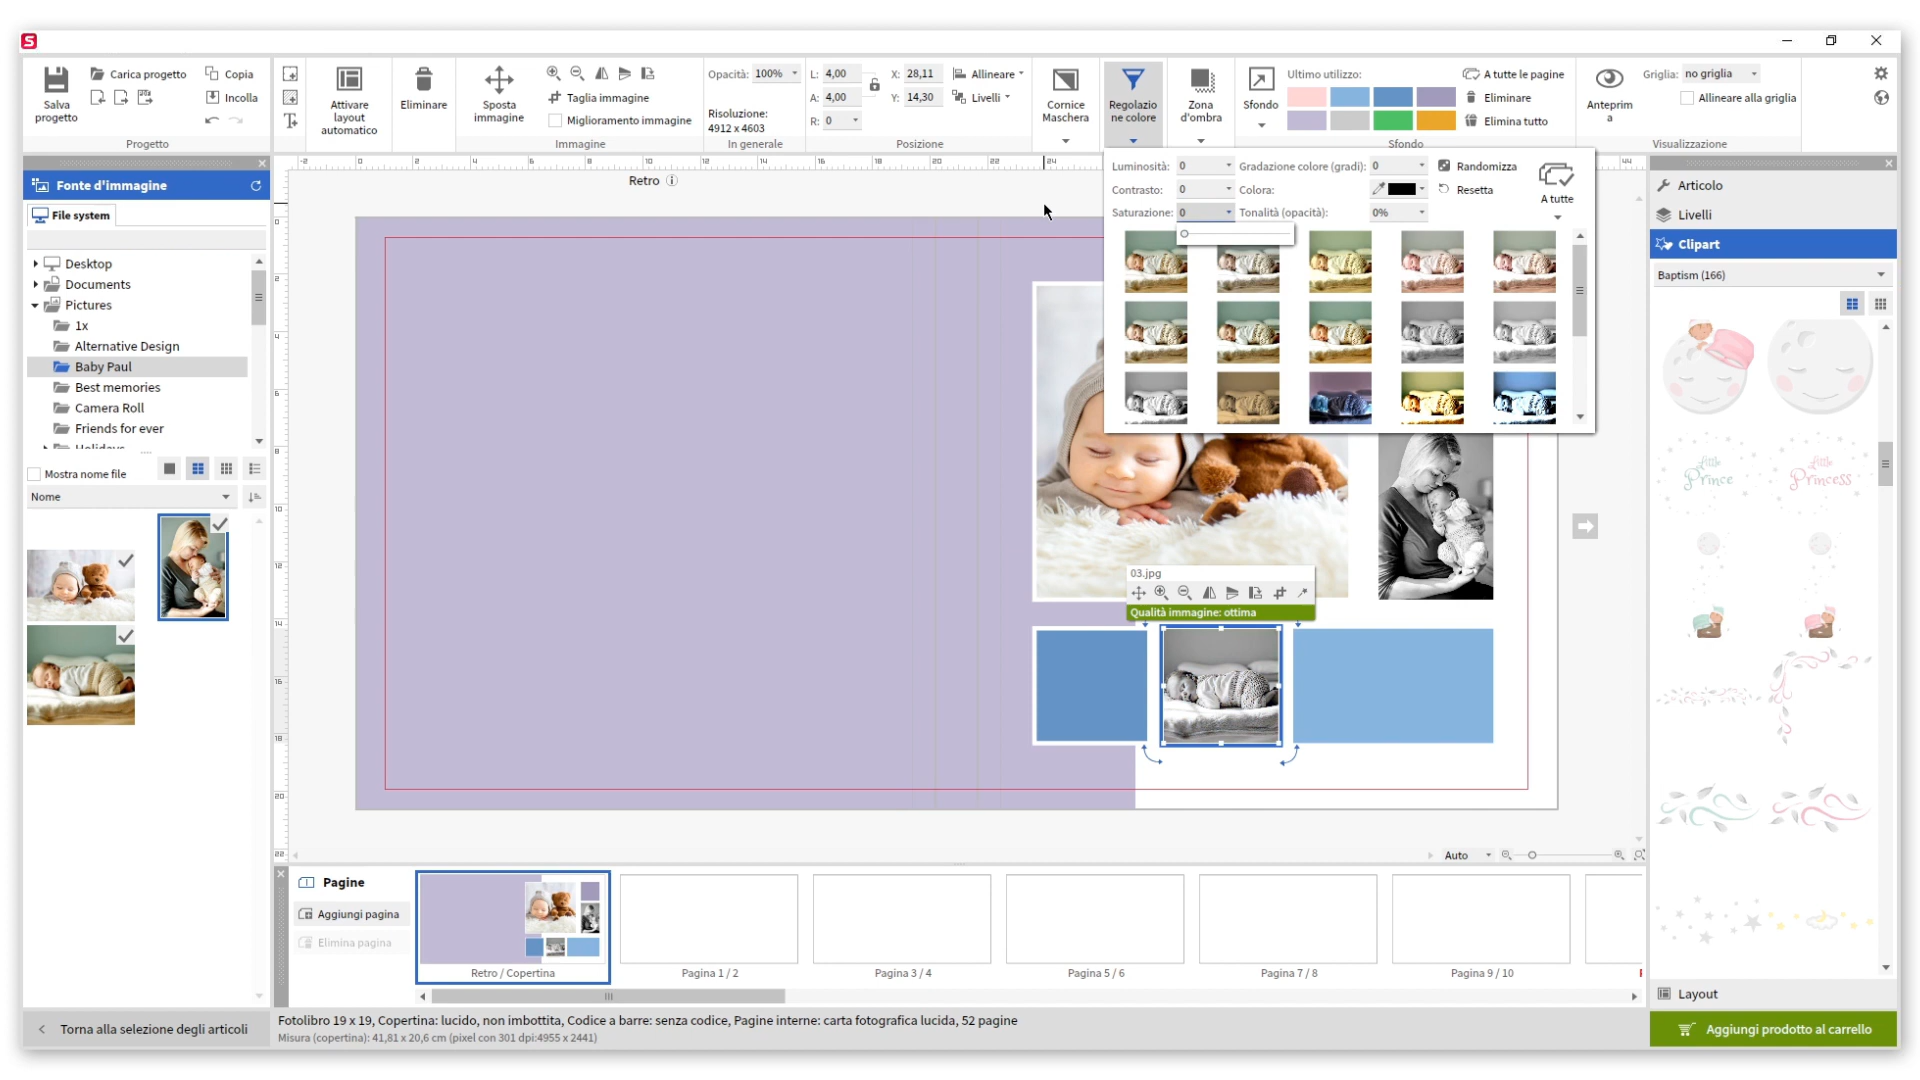 S
Salva progetto
Carica progetto
Copia
Incolla
Progetto
Attivare layout automatico
Eliminare
Sposta immagine
Taglia immagine
Miglioramento immagine
Immagine
Opacità: 100%
Risoluzione:
4912 x 4603
In generale
L: 4,00
A: 4,00
R: 0
X: 28,11
Y: 14,30
Allineare
Livelli
Posizione
Cornice Maschera
Regolazio
ne colore
Zona d'ombra
Sfondo
Ultimo utilizzo:
A tutte le pagine
Eliminare
Elimina tutto
Sfondo
Anteprim
a
Griglia: no griglia
Allineare alla griglia
Visualizzazione
Fonte d'immagine
File system
Desktop
Documents
Pictures
1x
Alternative Design
Baby Paul
Best memories
Camera Roll
Friends for ever
Mostra nome file
Nome
Retro
Luminosità: 0
Gradazione colore (gradi): 0
Randomizza
Contrasto: 0
Colora:
Resetta
A tutte
Saturazione: 0
Tonalità (opacità): 0%
03.jpg
Qualità immagine: ottima
Auto
Articolo
Livelli
Clipart
Baptism (166)
Little
Prince
Little
Princess
Layout
Pagine
Aggiungi pagina
Elimina pagina
Retro / Copertina
Pagina 1 / 2
Pagina 3 / 4
Pagina 5 / 6
Pagina 7 / 8
Pagina 9 / 10
Torna alla selezione degli articoli
Fotolibro 19 x 19, Copertina: lucido, non imbottita, Codice a barre: senza codice, Pagine interne: carta fotografica lucida, 52 pagine
Misura (copertina): 41,81 x 20,6 cm (pixel con 301 dpi:4955 x 2441)
Aggiungi prodotto al carrello